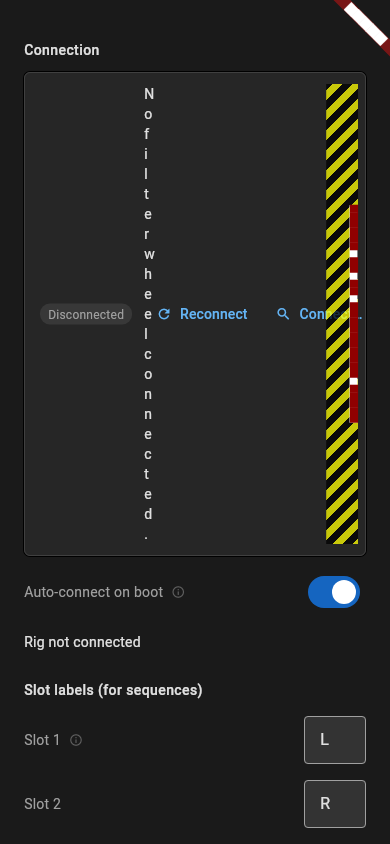 Connection
No filter wheel connected.
Disconnected
Reconnect
Auto-connect on boot
Rig not connected
Slot labels (for sequences)
Slot 1
L
Slot 2
R